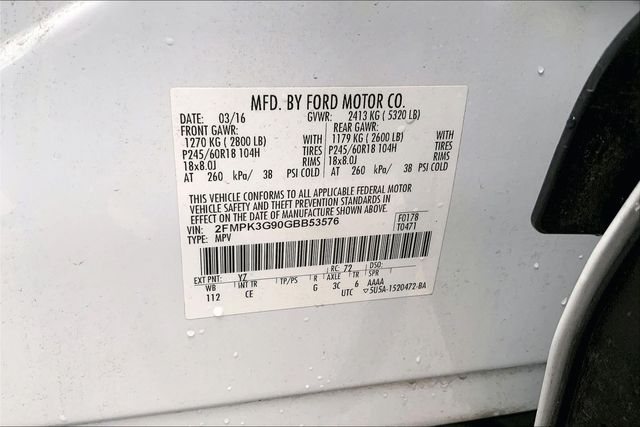 MFD. BY FORD MOTOR CO.
DATE: 03/16 GVWR: 2413 KG ( 5320 LB)
FRONT GAWR: REAR GAWR:
1270 KG ( 2800 LB) WITH 1179 KG ( 2600 LB) WITH
P245/60R18 104H TIRES P245/60R18 104H TIRES
18x8.0J RIMS 18x8.0J RIMS
AT 260 kPa/ 38 PSI COLD AT 260 kPa/ 38 PSI COLD
THIS VEHICLE CONFORMS TO ALL APPLICABLE FEDERAL MOTOR
VEHICLE SAFETY AND THEFT PREVENTION STANDARDS IN
EFFECT ON THE DATE OF MANUFACTURE SHOWN ABOVE.
VIN: 2FMPK3G90GBB53576 F0178
TYPE: MPV T0471
EXT PNT: YZ RC: 72 DSO:
WB INT TR TP/PS R AXLE TR SPR
112 CE G 3C 6 AAAA
UTC ▽5U5A-1520472-BA